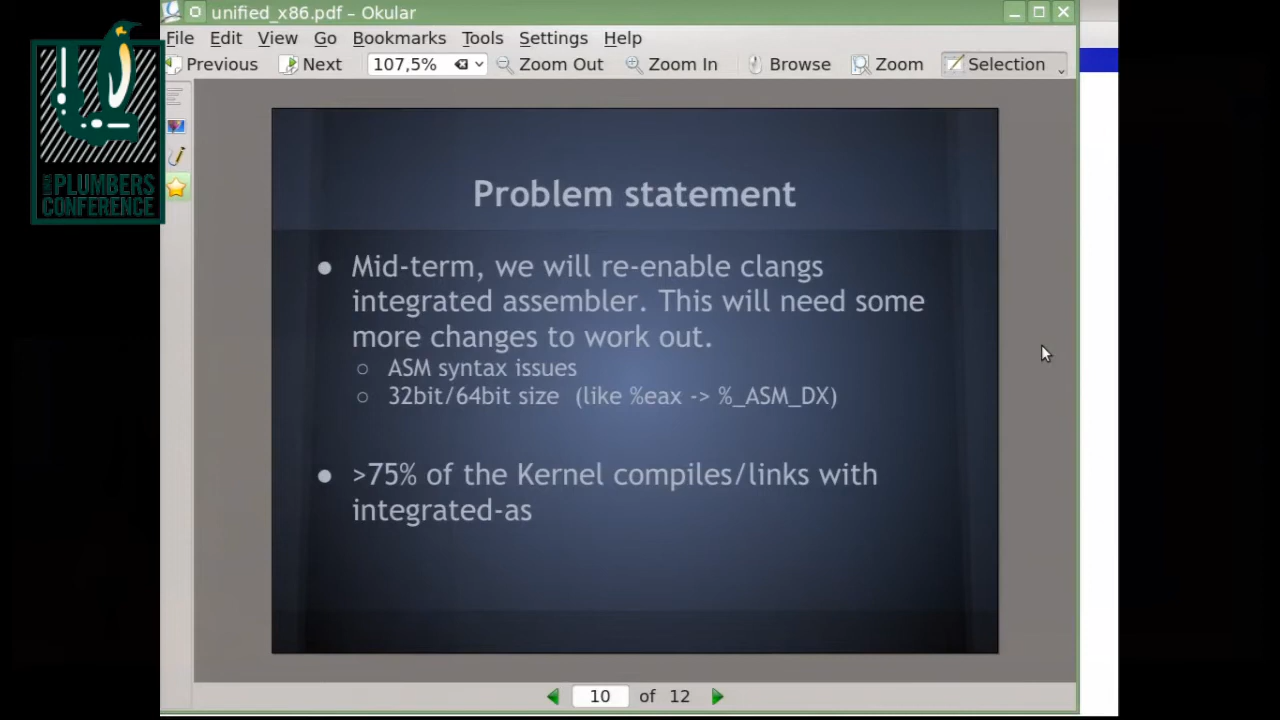 unified_x86.pdf – Okular
File Edit View Go Bookmarks Tools Settings Help
Previous Next 107,5% Zoom Out Zoom In Browse Zoom Selection
PLUMBERS
CONFERENCE
Problem statement
● Mid-term, we will re-enable clangs
integrated assembler. This will need some
more changes to work out.
○ ASM syntax issues
○ 32bit/64bit size (like %eax -> %_ASM_DX)
● >75% of the Kernel compiles/links with
integrated-as
10 of 12